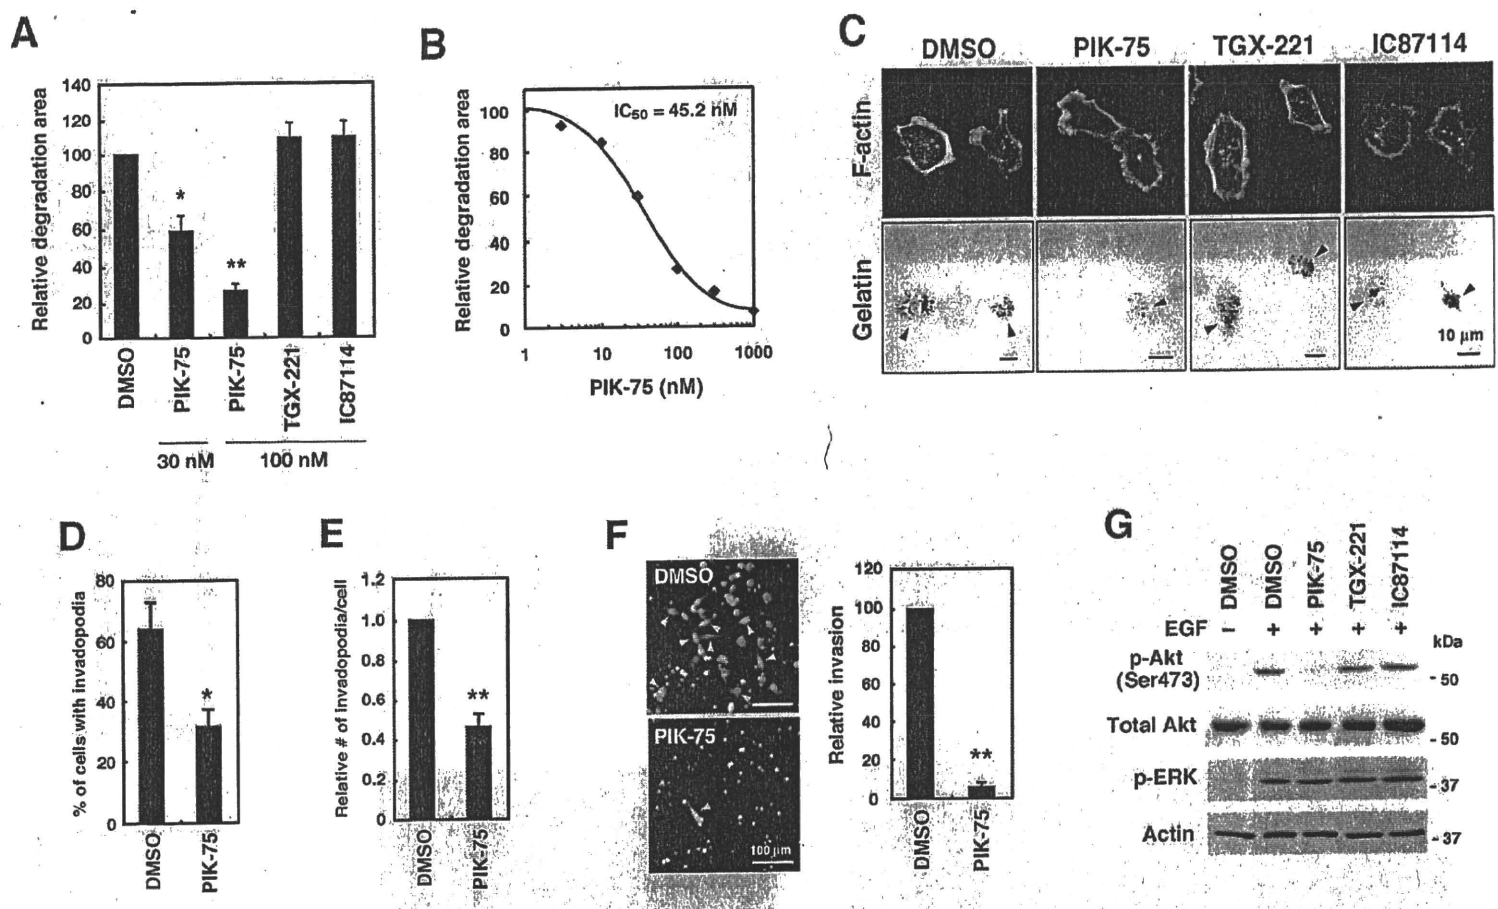 A
Relative degradation area
140
120
100
80
60
40
20
0
*
**
DMSO
PIK-75
PIK-75
TGX-221
IC87114
30 nM
100 nM
B
Relative degradation area
100
80
60
40
20
0
IC50 = 45.2 nM
1
10
100
1000
PIK-75 (nM)
C
DMSO
PIK-75
TGX-221
IC87114
F-actin
Gelatin
10 µm
D
% of cells with invadopodia
80
60
40
20
0
*
DMSO
PIK-75
E
Relative # of invadopodia/cell
1.2
1
0.8
0.6
0.4
0.2
0
**
DMSO
PIK-75
F
DMSO
PIK-75
100 µm
Relative invasion
120
100
80
60
40
20
0
**
DMSO
PIK-75
G
DMSO
DMSO
PIK-75
TGX-221
IC87114
EGF - + + + +
kDa
p-Akt
(Ser473)
- 50
Total Akt
- 50
p-ERK
- 37
Actin
- 37